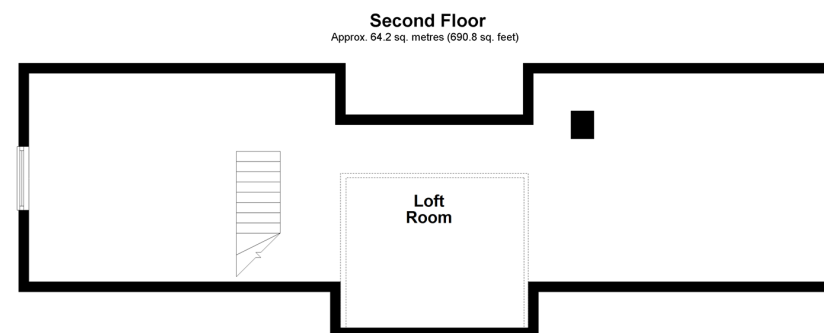 Second Floor
Approx. 64.2 sq. metres (690.8 sq. feet)
Loft
Room